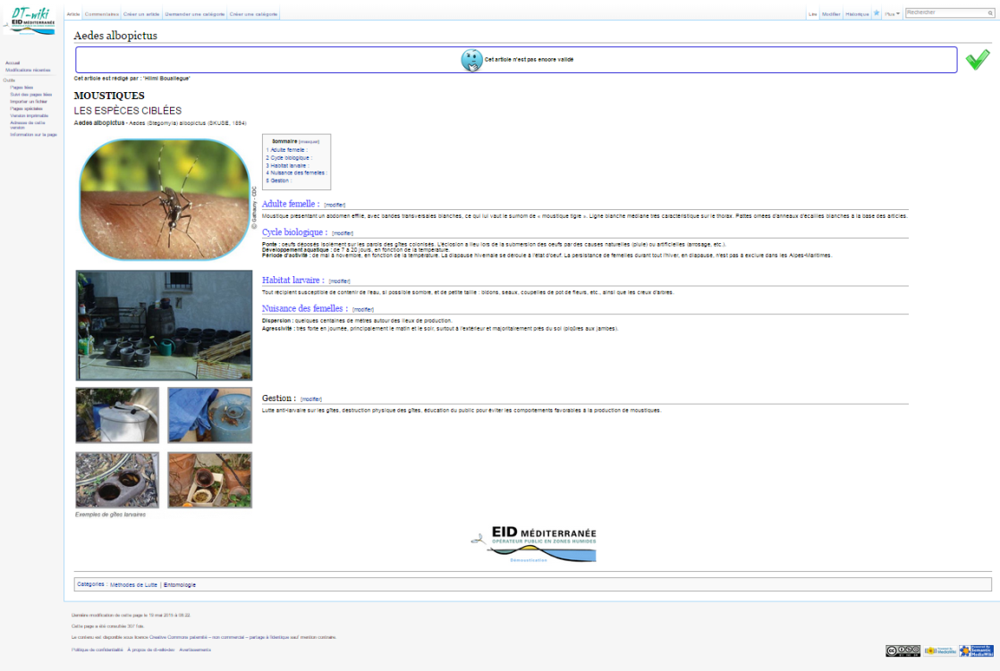 DT-wiki
EID MÉDITERRANÉE
Article Commentaires Créer un article Demander une catégorie Créer une catégorie
Lire Modifier Historique Plus Rechercher
Accueil
Modifications récentes
Outils
Pages liées
Suivi des pages liées
Importer un fichier
Pages spéciales
Version imprimable
Adresse de cette version
Information sur la page
Aedes albopictus
Cet article n'est pas encore validé
Cet article est rédigé par : "Hilmi Bouallegue"
MOUSTIQUES
LES ESPÈCES CIBLÉES
Aedes albopictus - Aedes (Stegomyia) albopictus (SKUSE, 1894)
© Gathauny - CDC
Sommaire [masquer]
1 Adulte femelle :
2 Cycle biologique :
3 Habitat larvaire :
4 Nuisance des femelles :
5 Gestion :
Adulte femelle : [modifier]
Moustique présentant un abdomen effilé, avec bandes transversales blanches, ce qui lui vaut le surnom de « moustique tigre ». Ligne blanche médiane très caractéristique sur le thorax. Pattes ornées d'anneaux d'écailles blanches à la base des articles.
Cycle biologique : [modifier]
Ponte : oeufs déposés isolément sur les parois des gîtes colonisés. L'éclosion a lieu lors de la submersion des oeufs par des causes naturelles (pluie) ou artificielles (arrosage, etc.).
Développement aquatique : de 7 à 20 jours, en fonction de la température.
Période d'activité : de mai à novembre, en fonction de la température. La diapause hivernale se déroule à l'état d'oeuf. La persistance de femelles durant tout l'hiver, en diapause, n'est pas à exclure dans les Alpes-Maritimes.
Habitat larvaire : [modifier]
Tout récipient susceptible de contenir de l'eau, si possible sombre, et de petite taille : bidons, seaux, coupelles de pot de fleurs, etc., ainsi que les creux d'arbres.
Nuisance des femelles : [modifier]
Dispersion : quelques centaines de mètres autour des lieux de production.
Agressivité : très forte en journée, principalement le matin et le soir, surtout à l'extérieur et majoritairement près du sol (piqûres aux jambes).
Gestion : [modifier]
Lutte anti-larvaire sur les gîtes, destruction physique des gîtes, éducation du public pour éviter les comportements favorables à la production de moustiques.
Exemples de gîtes larvaires
EID MÉDITERRANÉE
OPÉRATEUR PUBLIC EN ZONES HUMIDES
Démoustication
Catégories : Méthodes de Lutte | Entomologie
Dernière modification de cette page le 19 mai 2015 à 09:22.
Cette page a été consultée 307 fois.
Le contenu est disponible sous licence Creative Commons paternité – non commercial – partage à l'identique sauf mention contraire.
Politique de confidentialité À propos de dt-wiki-dev Avertissements
MediaWiki
Semantic MediaWiki